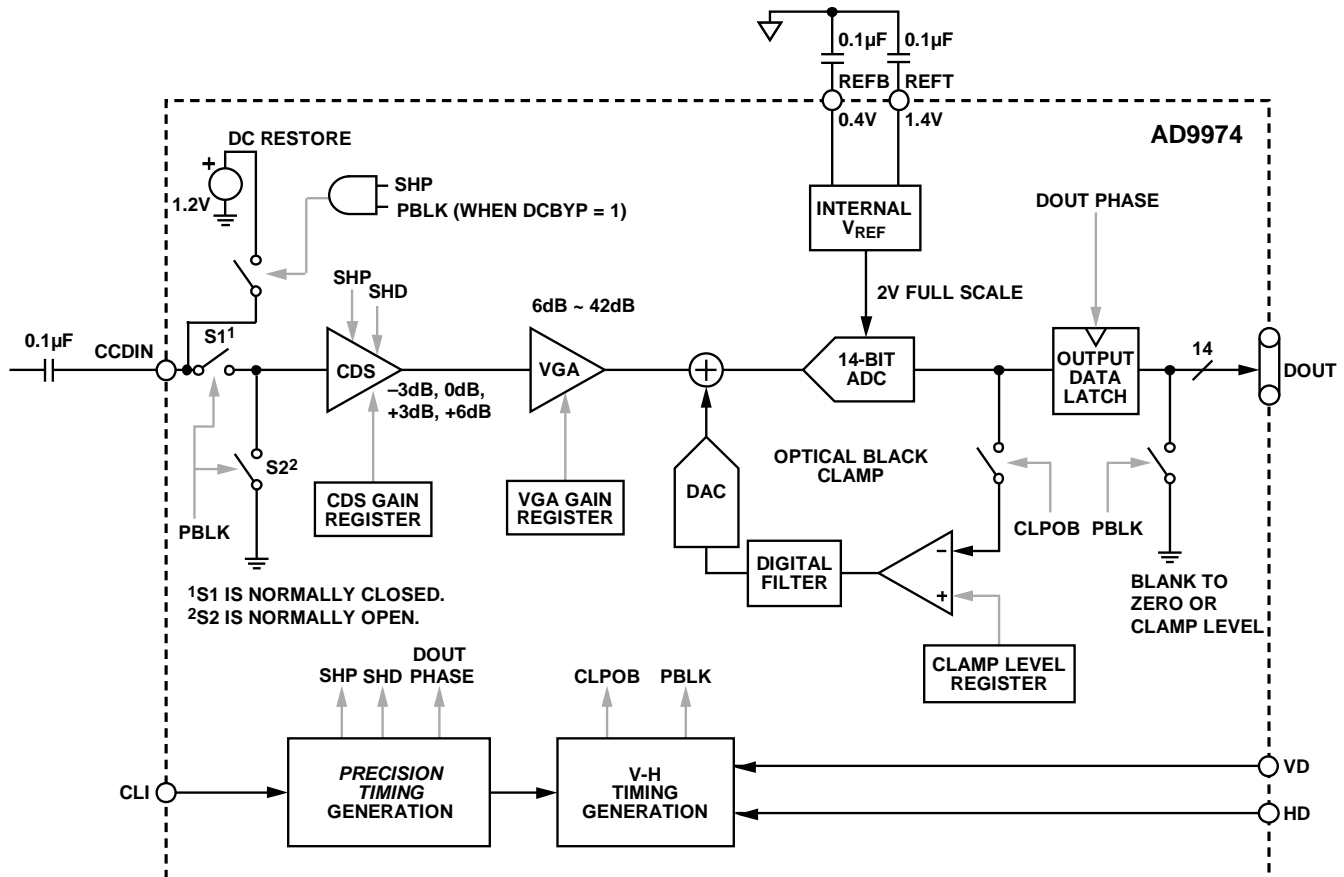 0.1µF
0.1µF
REFB
REFT
0.4V
1.4V
AD9974
DC RESTORE
+
1.2V
SHP
PBLK (WHEN DCBYP = 1)
INTERNAL
VREF
DOUT PHASE
SHP
SHD
6dB ~ 42dB
2V FULL SCALE
0.1µF
CCDIN
S1¹
CDS
–3dB, 0dB,
+3dB, +6dB
VGA
+
14-BIT
ADC
OUTPUT
DATA
LATCH
14
DOUT
S2²
PBLK
CDS GAIN
REGISTER
VGA GAIN
REGISTER
DAC
OPTICAL BLACK
CLAMP
CLPOB
PBLK
DIGITAL
FILTER
–
+
BLANK TO
ZERO OR
CLAMP LEVEL
¹S1 IS NORMALLY CLOSED.
²S2 IS NORMALLY OPEN.
CLAMP LEVEL
REGISTER
SHP
SHD
DOUT
PHASE
CLPOB
PBLK
CLI
PRECISION
TIMING
GENERATION
V-H
TIMING
GENERATION
VD
HD